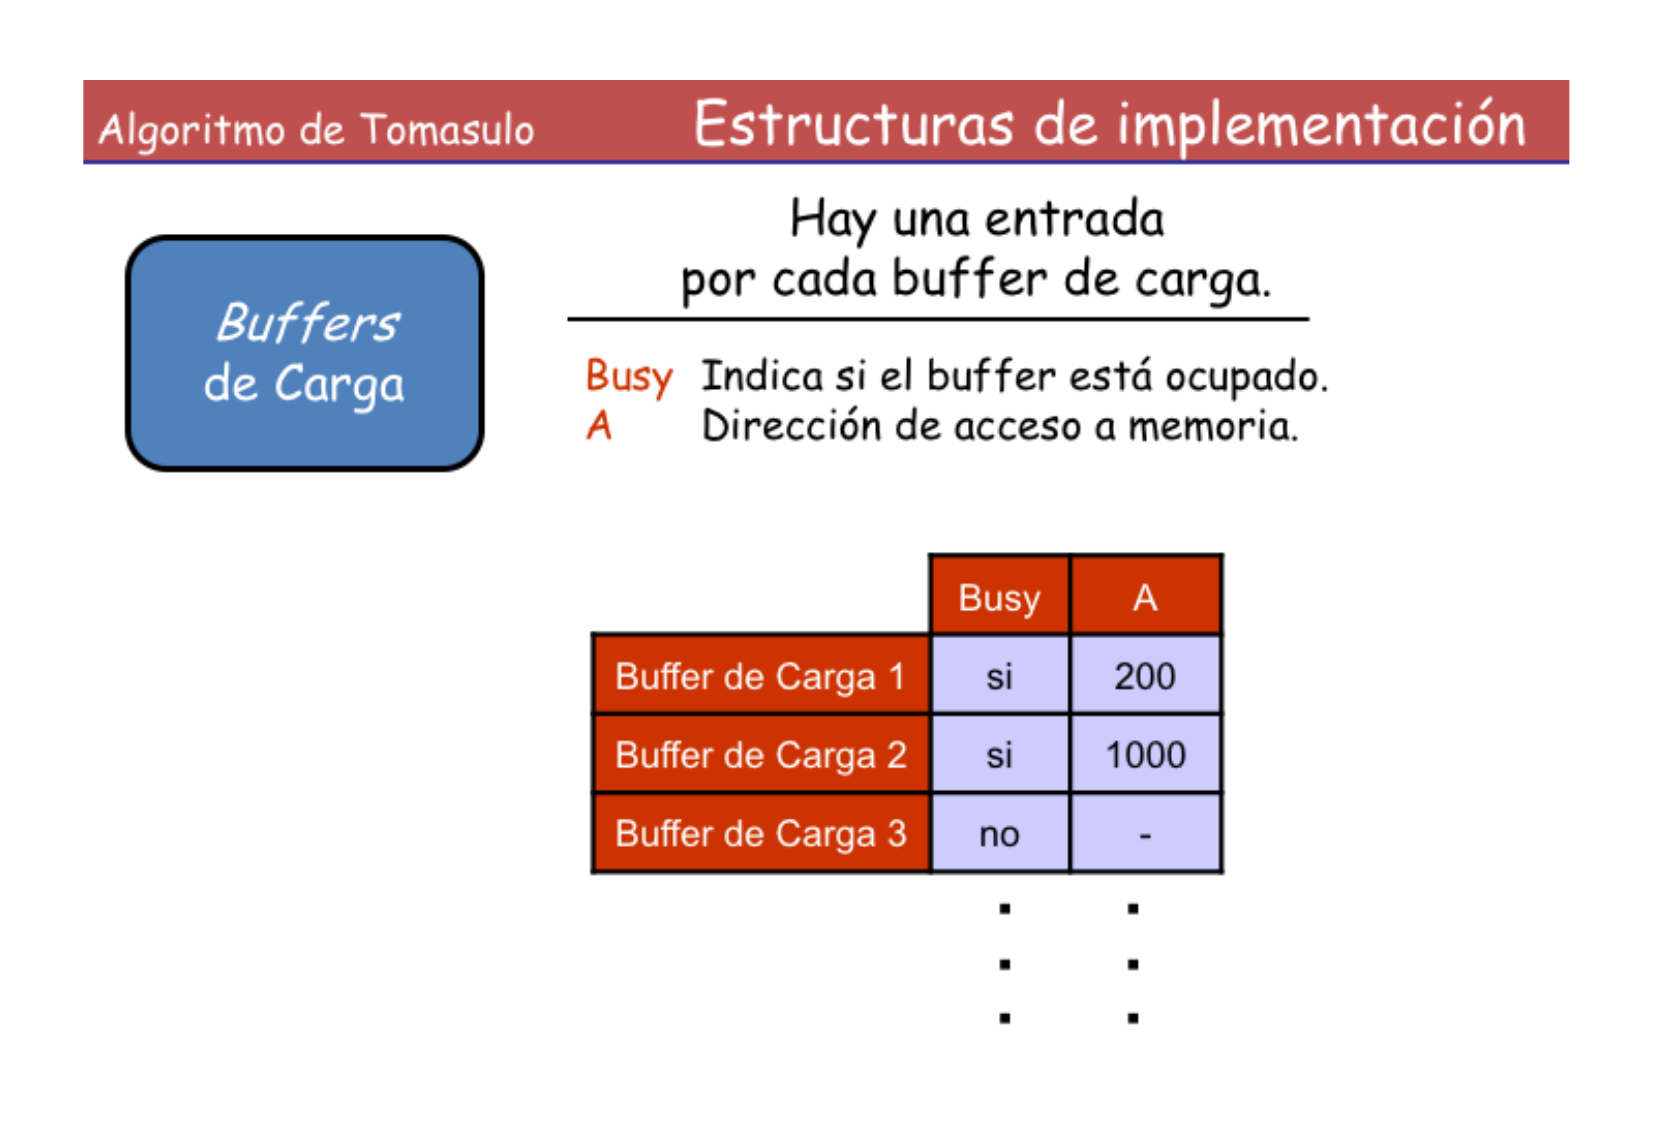 Algoritmo de Tomasulo Estructuras de implementación
Buffers
de Carga
Hay una entrada
por cada buffer de carga.
Busy Indica si el buffer está ocupado.
A Dirección de acceso a memoria.
Busy A
Buffer de Carga 1 si 200
Buffer de Carga 2 si 1000
Buffer de Carga 3 no -
. .
. .
. .